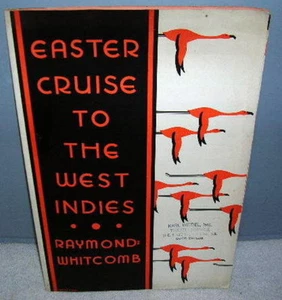 EASTER
CRUISE
TO
THE
WEST
INDIES
RAYMOND-
WHITCOMB